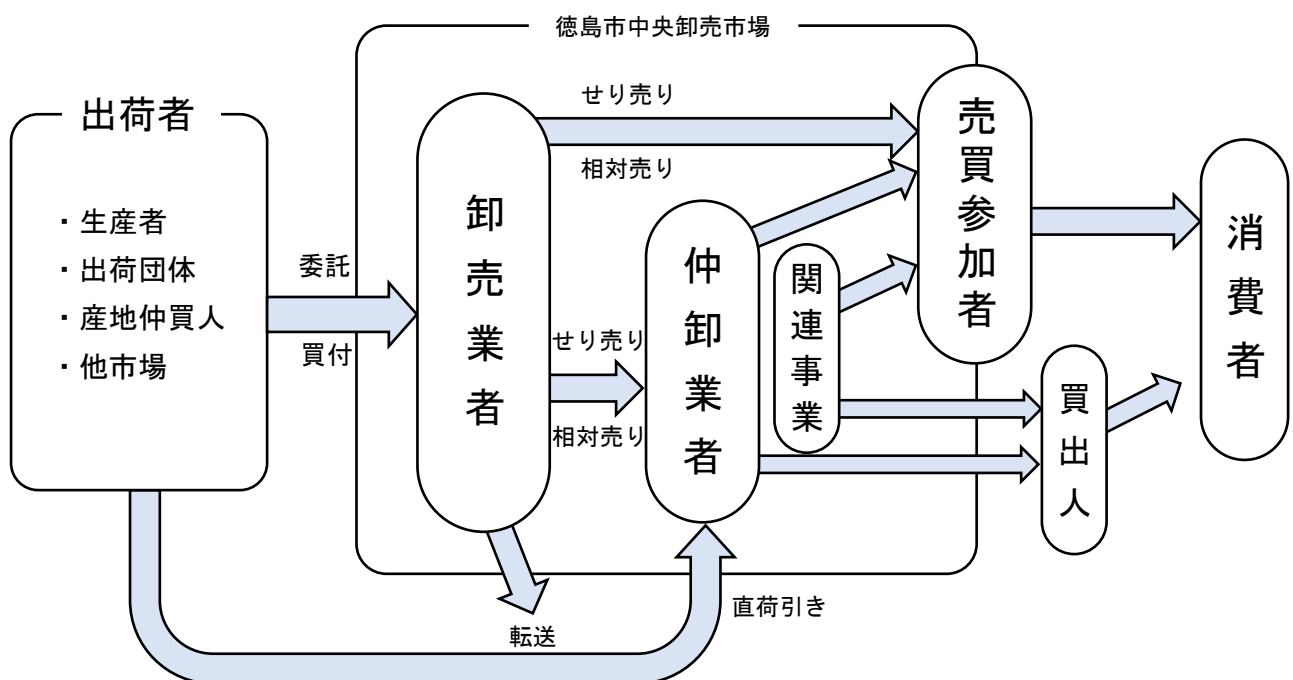 徳島市中央卸売市場
出荷者
・生産者
・出荷団体
・産地仲買人
・他市場
委託
買付
卸売業者
せり売り
相対売り
せり売り
相対売り
仲卸業者
関連事業
売買参加者
買出人
消費者
転送
直荷引き